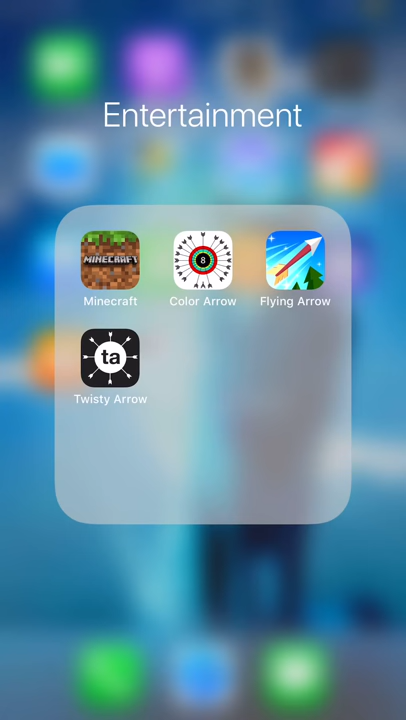 Entertainment
MINECRAFT
8
Minecraft
Color Arrow
Flying Arrow
ta
Twisty Arrow